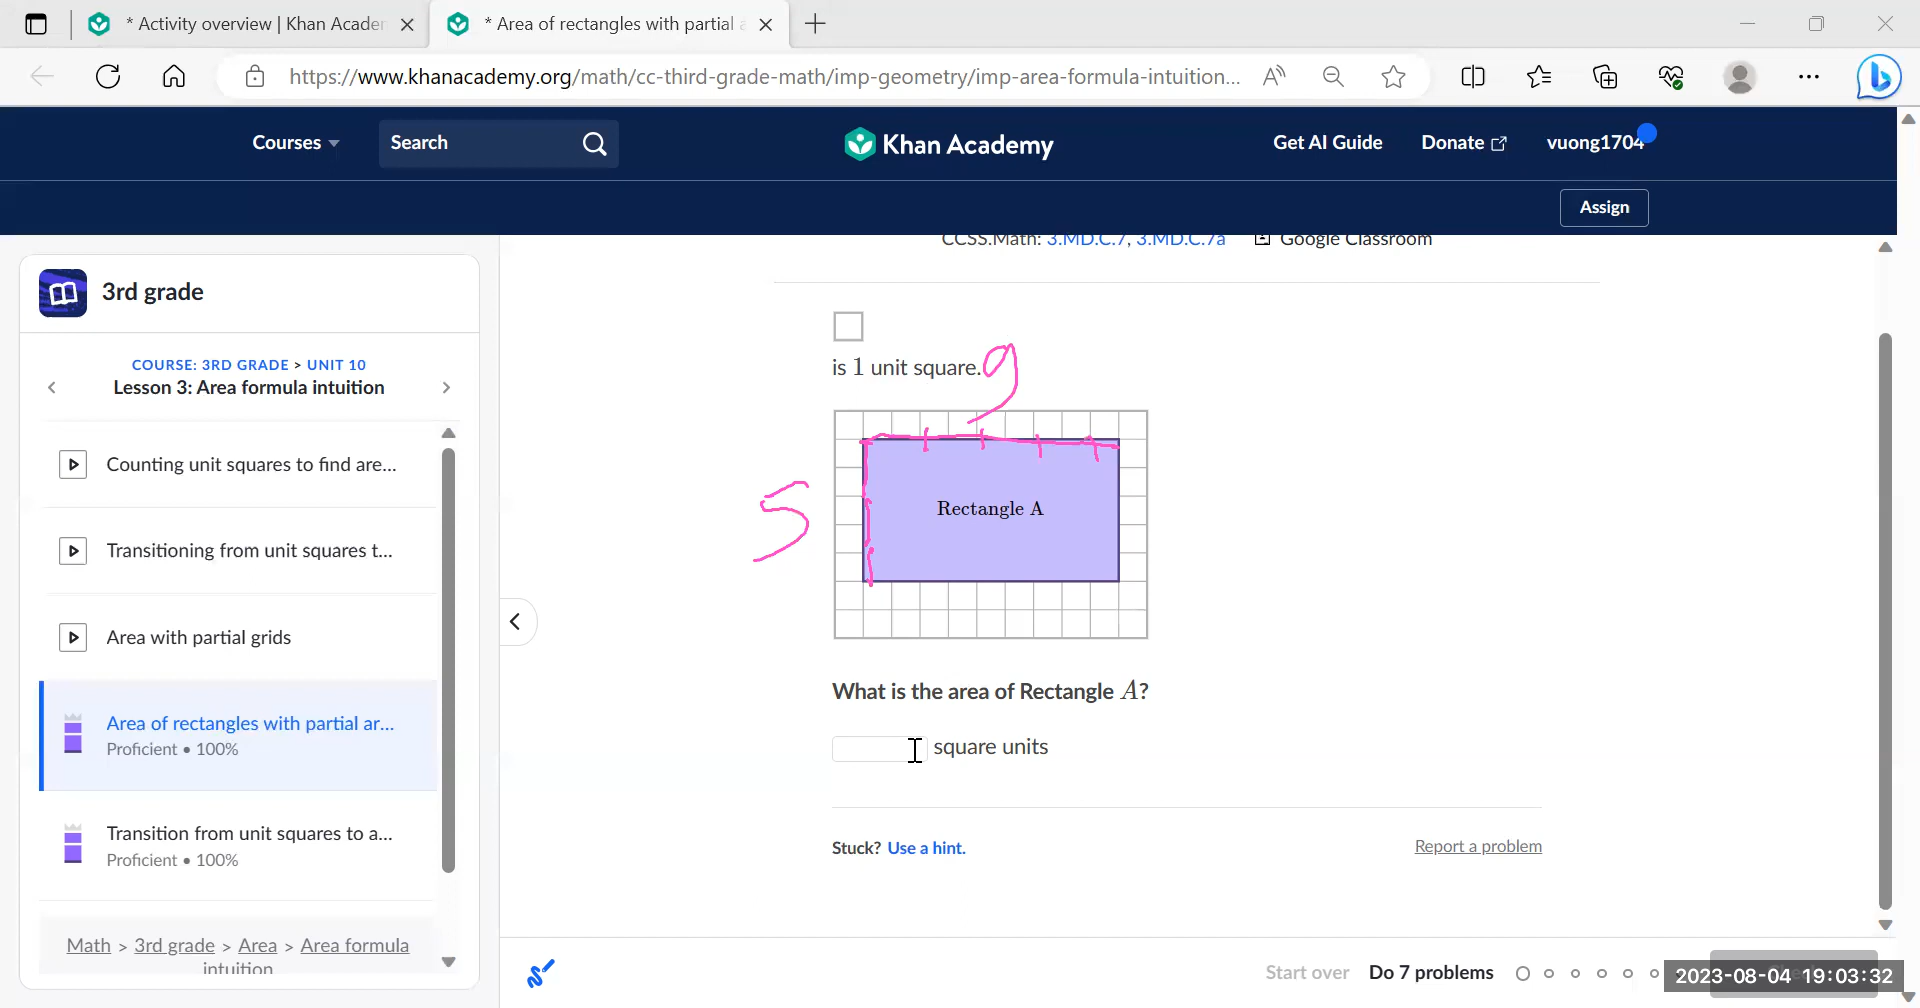 * Activity overview | Khan Acade
* Area of rectangles with partial
https://www.khanacademy.org/math/cc-third-grade-math/imp-geometry/imp-area-formula-intuition...
Courses
Search
Khan Academy
Get AI Guide
Donate
vuong1704
Assign
CCSS.Math: 3.MD.C.7, 3.MD.C.7a
Google Classroom
3rd grade
COURSE: 3RD GRADE > UNIT 10
Lesson 3: Area formula intuition
Counting unit squares to find are...
Transitioning from unit squares t...
Area with partial grids
Area of rectangles with partial ar...
Proficient • 100%
Transition from unit squares to a...
Proficient • 100%
Math > 3rd grade > Area > Area formula
intuition
is 1 unit square.
9
5
Rectangle A
What is the area of Rectangle A?
square units
Stuck? Use a hint.
Report a problem
Start over
Do 7 problems
2023-08-04 19:03:32